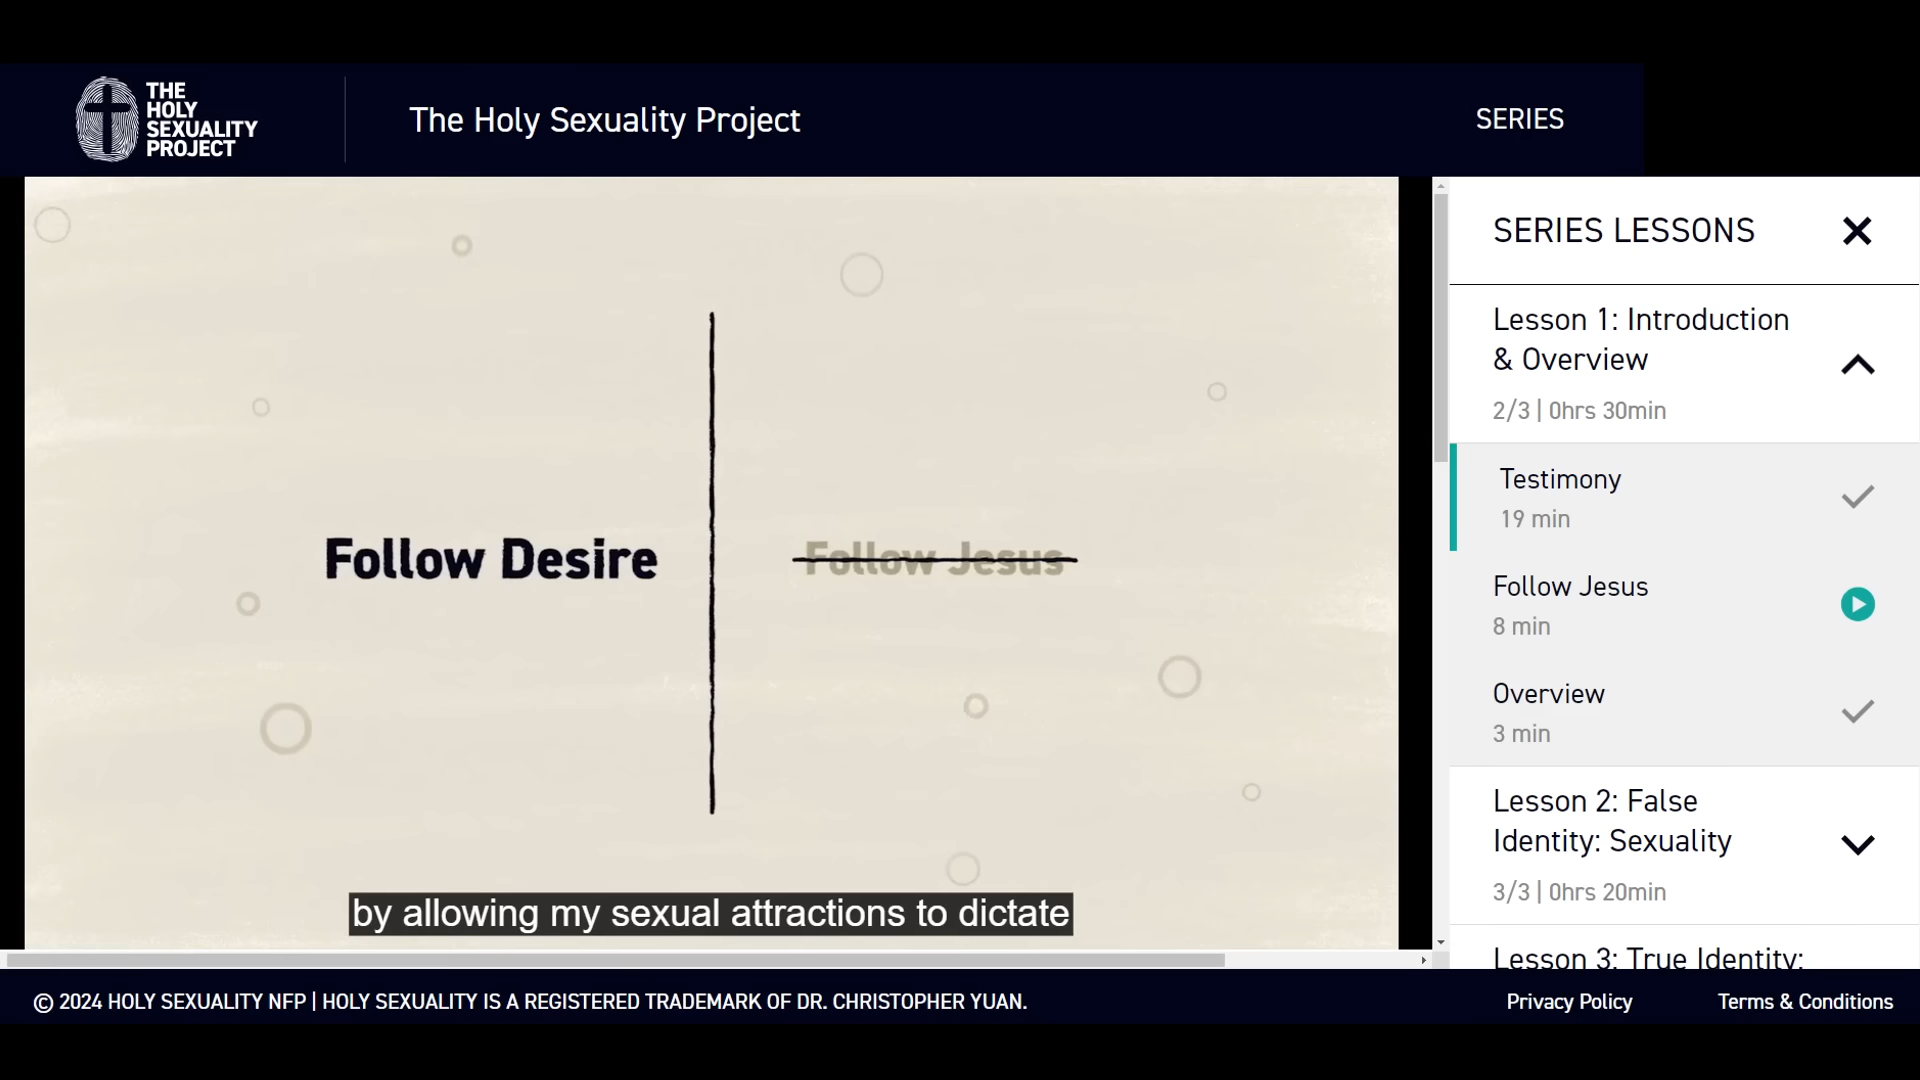 THE
HOLY
SEXUALITY
PROJECT
The Holy Sexuality Project
SERIES
Follow Desire
Follow Jesus
by allowing my sexual attractions to dictate
SERIES LESSONS
Lesson 1: Introduction
& Overview
2/3 | 0hrs 30min
Testimony
19 min
Follow Jesus
8 min
Overview
3 min
Lesson 2: False
Identity: Sexuality
3/3 | 0hrs 20min
Lesson 3: True Identity:
© 2024 HOLY SEXUALITY NFP | HOLY SEXUALITY IS A REGISTERED TRADEMARK OF DR. CHRISTOPHER YUAN.
Privacy Policy
Terms & Conditions